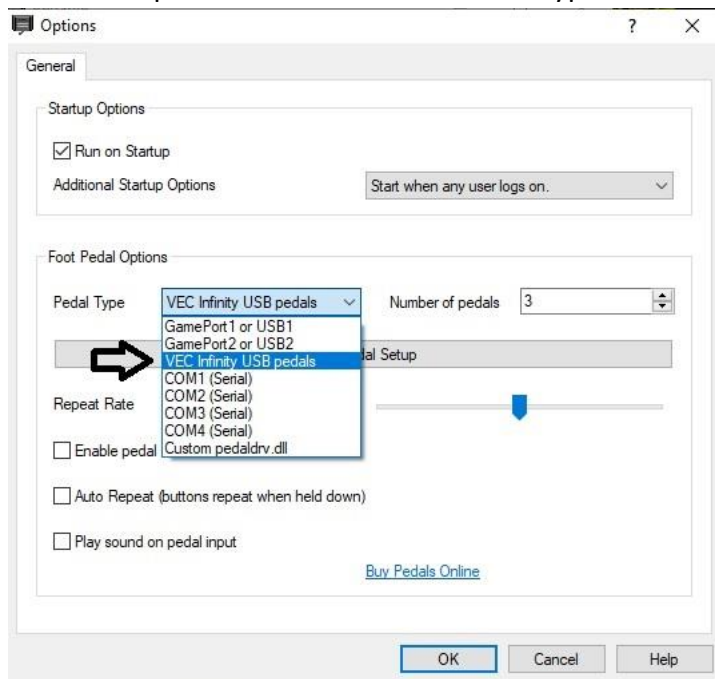 Options
General
Startup Options
Run on Startup
Additional Startup Options Start when any user logs on.
Foot Pedal Options
Pedal Type VEC Infinity USB pedals Number of pedals 3
GamePort1 or USB1
GamePort2 or USB2
VEC Infinity USB pedals
COM1 (Serial)
COM2 (Serial)
COM3 (Serial)
COM4 (Serial)
Custom pedaldrv.dll
Setup
Repeat Rate
Enable pedal
Auto Repeat (buttons repeat when held down)
Play sound on pedal input
Buy Pedals Online
OK Cancel Help